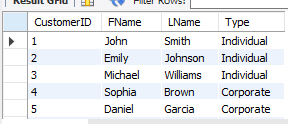 Result Grid Filter Rows:
CustomerID FName LName Type
1 John Smith Individual
2 Emily Johnson Individual
3 Michael Williams Individual
4 Sophia Brown Corporate
5 Daniel Garcia Corporate